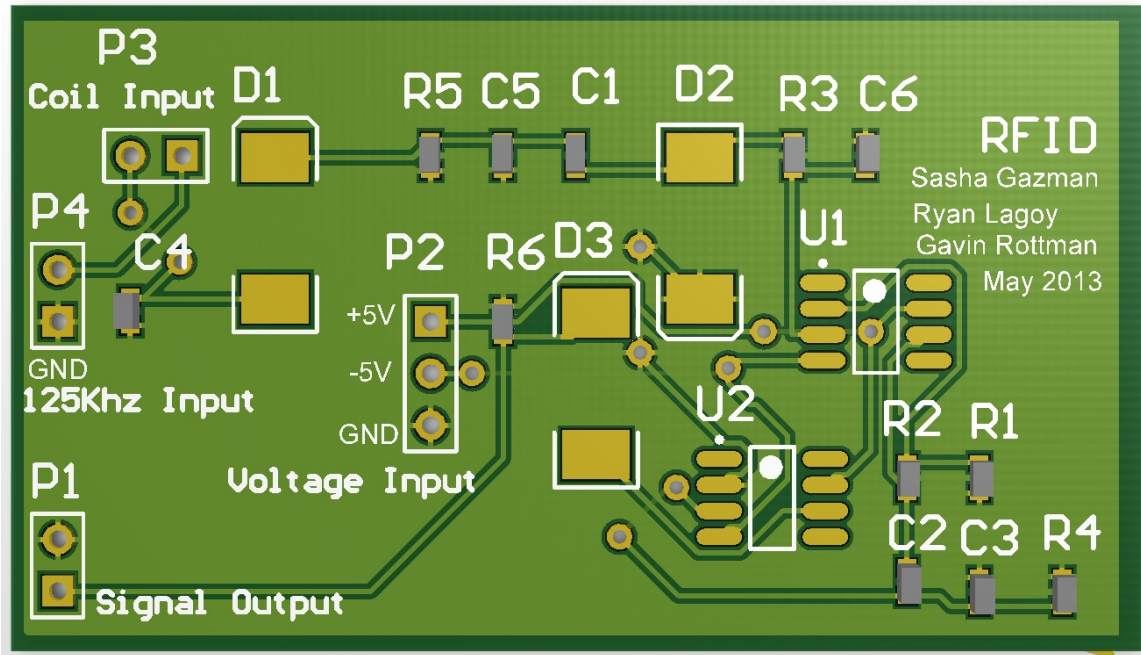 P3
Coil Input
D1
R5 C5 C1 D2 R3 C6
RFID
Sasha Gazman
Ryan Lagoy
Gavin Rottman
May 2013
P4
C4
GND
125Khz Input
P2
+5V
-5V
GND
Voltage Input
R6
D3
U1
U2
R2 R1
C2 C3 R4
P1
Signal Output